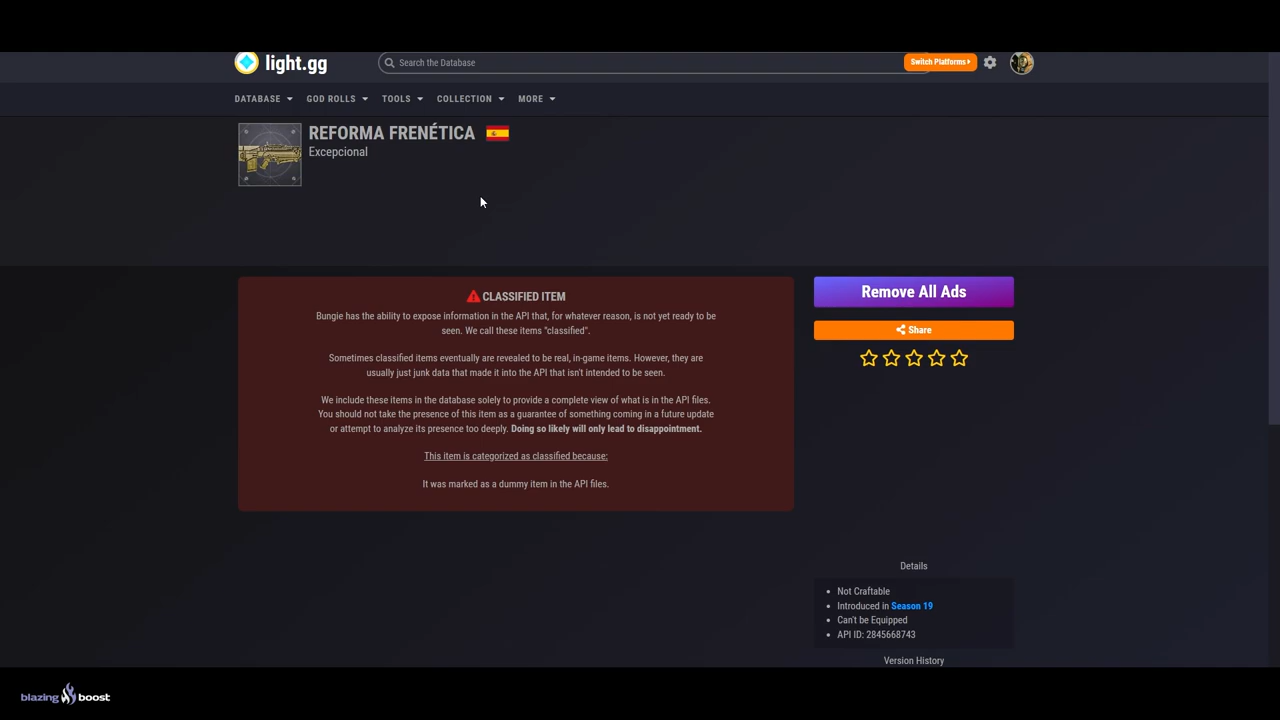 light.gg
Search the Database
Switch Platforms
DATABASE GOD ROLLS TOOLS COLLECTION MORE
REFORMA FRENÉTICA
Excepcional
CLASSIFIED ITEM
Bungie has the ability to expose information in the API that, for whatever reason, is not yet ready to be
seen. We call these items "classified".
Sometimes classified items eventually are revealed to be real, in-game items. However, they are
usually just junk data that made it into the API that isn't intended to be seen.
We include these items in the database solely to provide a complete view of what is in the API files.
You should not take the presence of this item as a guarantee of something coming in a future update
or attempt to analyze its presence too deeply. Doing so likely will only lead to disappointment.
This item is categorized as classified because:
It was marked as a dummy item in the API files.
Remove All Ads
Share
Details
Not Craftable
Introduced in Season 19
Can't be Equipped
API ID: 2845668743
Version History
blazing boost